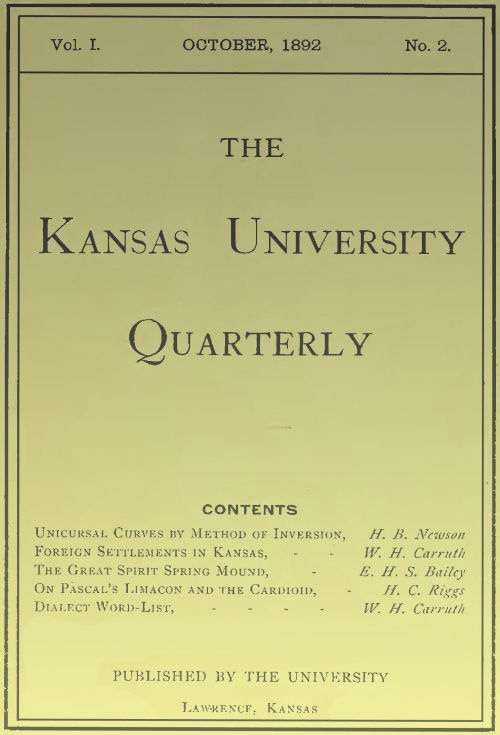 Vol. I. OCTOBER, 1892 No. 2.
THE
KANSAS UNIVERSITY
QUARTERLY
CONTENTS
UNICURSAL CURVES BY METHOD OF INVERSION, H. B. Newson
FOREIGN SETTLEMENTS IN KANSAS, - - W. H. Carruth
THE GREAT SPIRIT SPRING MOUND, - E. H. S. Bailey
ON PASCAL'S LIMACON AND THE CARDIOID, - H. C. Riggs
DIALECT WORD-LIST, - - - - W. H. Carruth
PUBLISHED BY THE UNIVERSITY
LAWRENCE, KANSAS